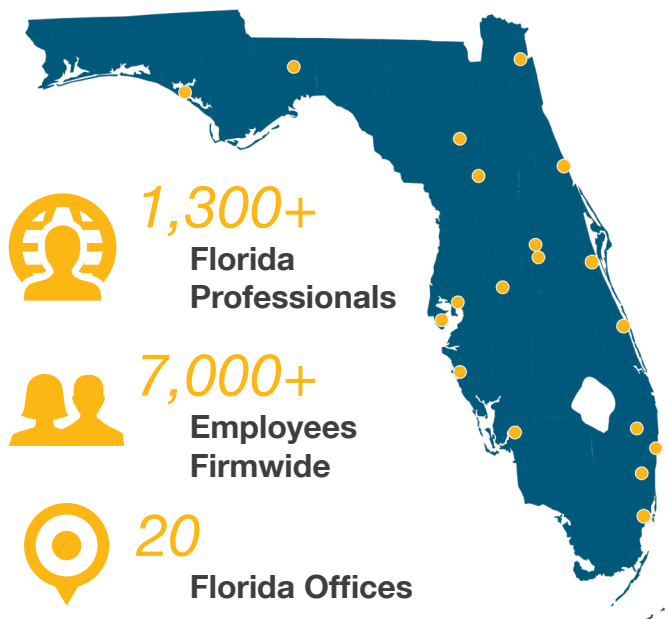 1,300+
Florida
Professionals
7,000+
Employees
Firmwide
20
Florida Offices